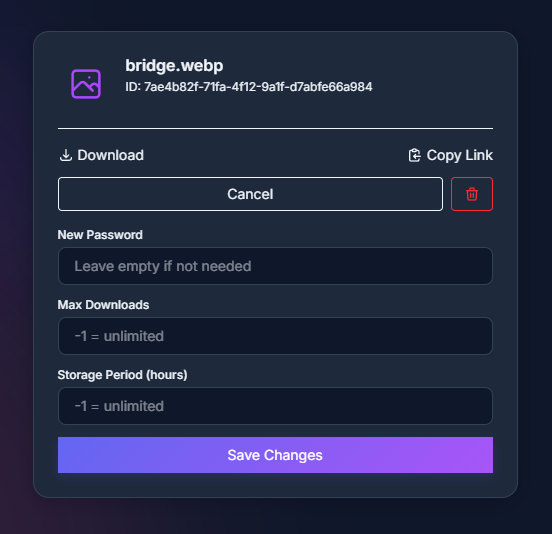 bridge.webp
ID: 7ae4b82f-71fa-4f12-9a1f-d7abfe66a984
Download
Copy Link
Cancel
New Password
Leave empty if not needed
Max Downloads
-1 = unlimited
Storage Period (hours)
-1 = unlimited
Save Changes